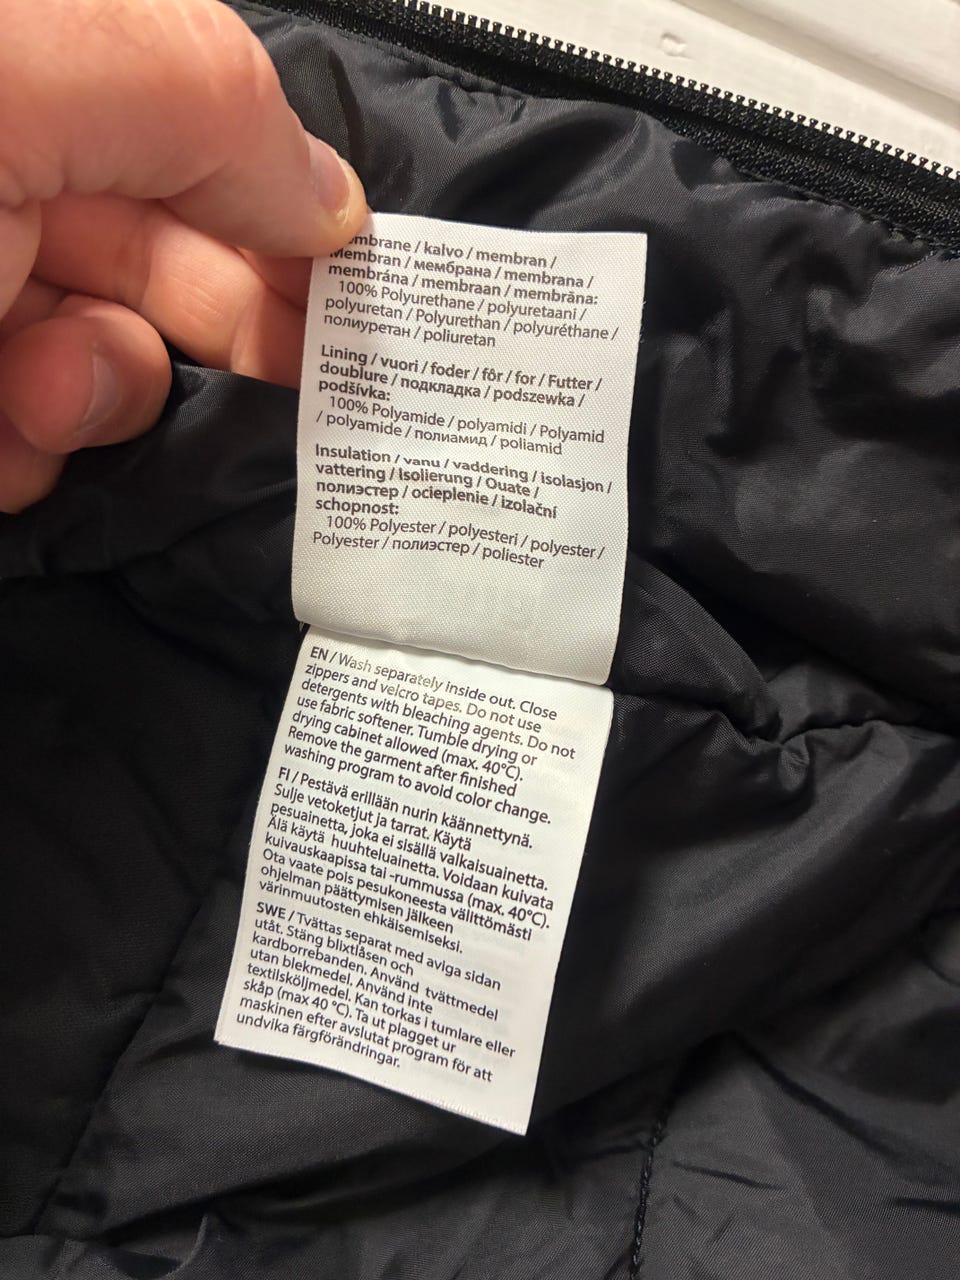 membrane / kalvo / membran /
Membran / мембрана / membrana /
membrána / membraan / membrāna:
100% Polyurethane / polyuretaani /
polyuretan / Polyurethan / polyuréthane /
полиуретан / poliuretan
Lining / vuori / foder / fôr / for / Futter /
doublure / подкладка / podszewka /
podšívka:
100% Polyamide / polyamidi / Polyamid
/ polyamide / полиамид / poliamid
Insulation / vanu / vaddering / isolasjon /
vattering / Isolierung / Ouate /
полиэстер / ocieplenie / izolační
schopnost:
100% Polyester / polyesteri / polyester /
Polyester / полиэстер / poliester
EN / Wash separately inside out. Close
zippers and velcro tapes. Do not use
detergents with bleaching agents. Do not
use fabric softener. Tumble drying or
drying cabinet allowed (max. 40°C).
Remove the garment after finished
washing program to avoid color change.
FI / Pestävä erillään nurin käännettynä.
Sulje vetoketjut ja tarrat. Käytä
pesuainetta, joka ei sisällä valkaisuainetta.
Älä käytä huuhteluainetta. Voidaan kuivata
kuivauskaapissa tai -rummussa (max. 40°C).
Ota vaate pois pesukoneesta välittömästi
ohjelman päättymisen jälkeen
värinmuutosten ehkäisemiseksi.
SWE / Tvättas separat med aviga sidan
utåt. Stäng blixtlåsen och
kardborrebanden. Använd tvättmedel
utan blekmedel. Använd inte
textilsköljmedel. Kan torkas i tumlare eller
skåp (max 40 °C). Ta ut plagget ur
maskinen efter avslutat program för att
undvika färgförändringar.